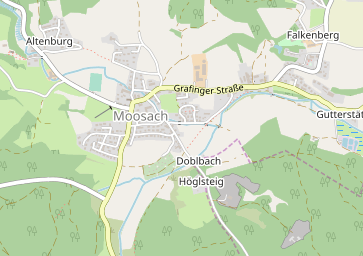 Altenburg
Falkenberg
Grafinger Straße
Moosach
Gutterstät
Doblbach
Höglsteig